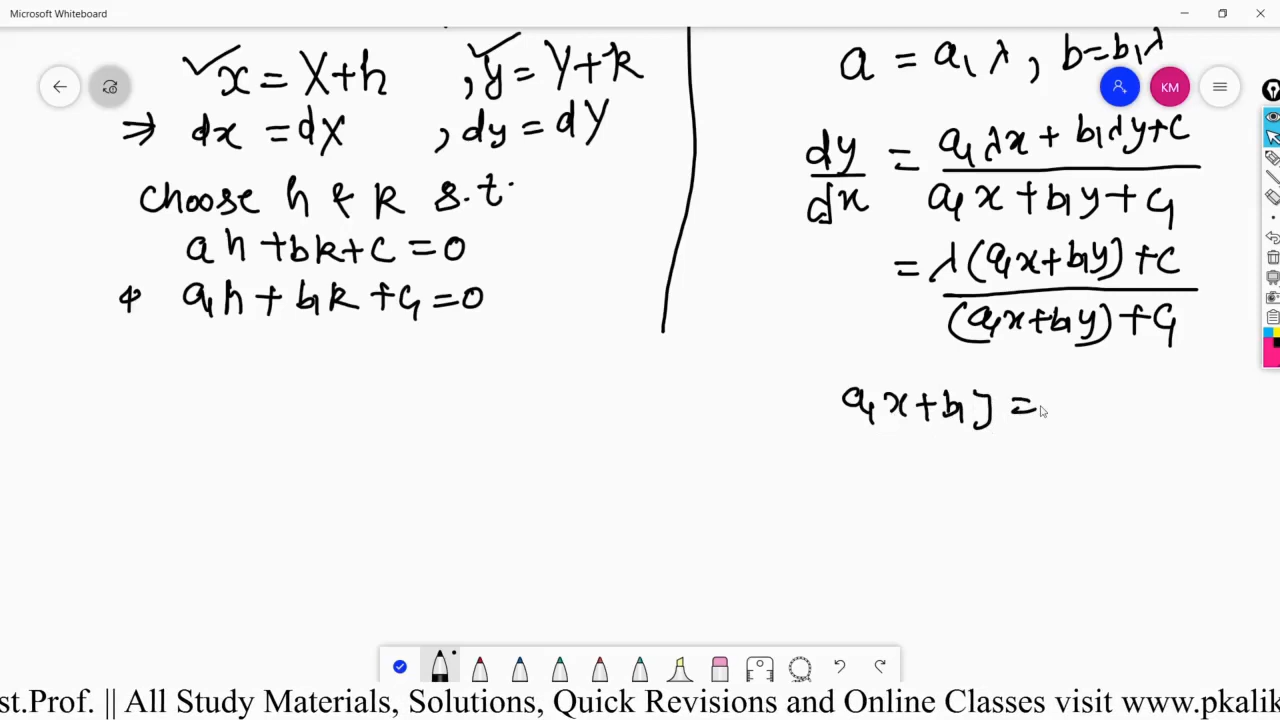 Microsoft Whiteboard
x = X+h , y = Y+k
⇒ dx = dX , dy = dY
Choose h & k s.t.
ah + bk + c = 0
& a₁h + b₁k + c₁ = 0
a = a₁λ, b = b₁λ
KM
dy/dx = (a₁λx + b₁λy + c)/(a₁x + b₁y + c₁)
= (λ(a₁x + b₁y) + c)/((a₁x + b₁y) + c₁)
a₁x + b₁y =
st.Prof. || All Study Materials, Solutions, Quick Revisions and Online Classes visit www.pkalik